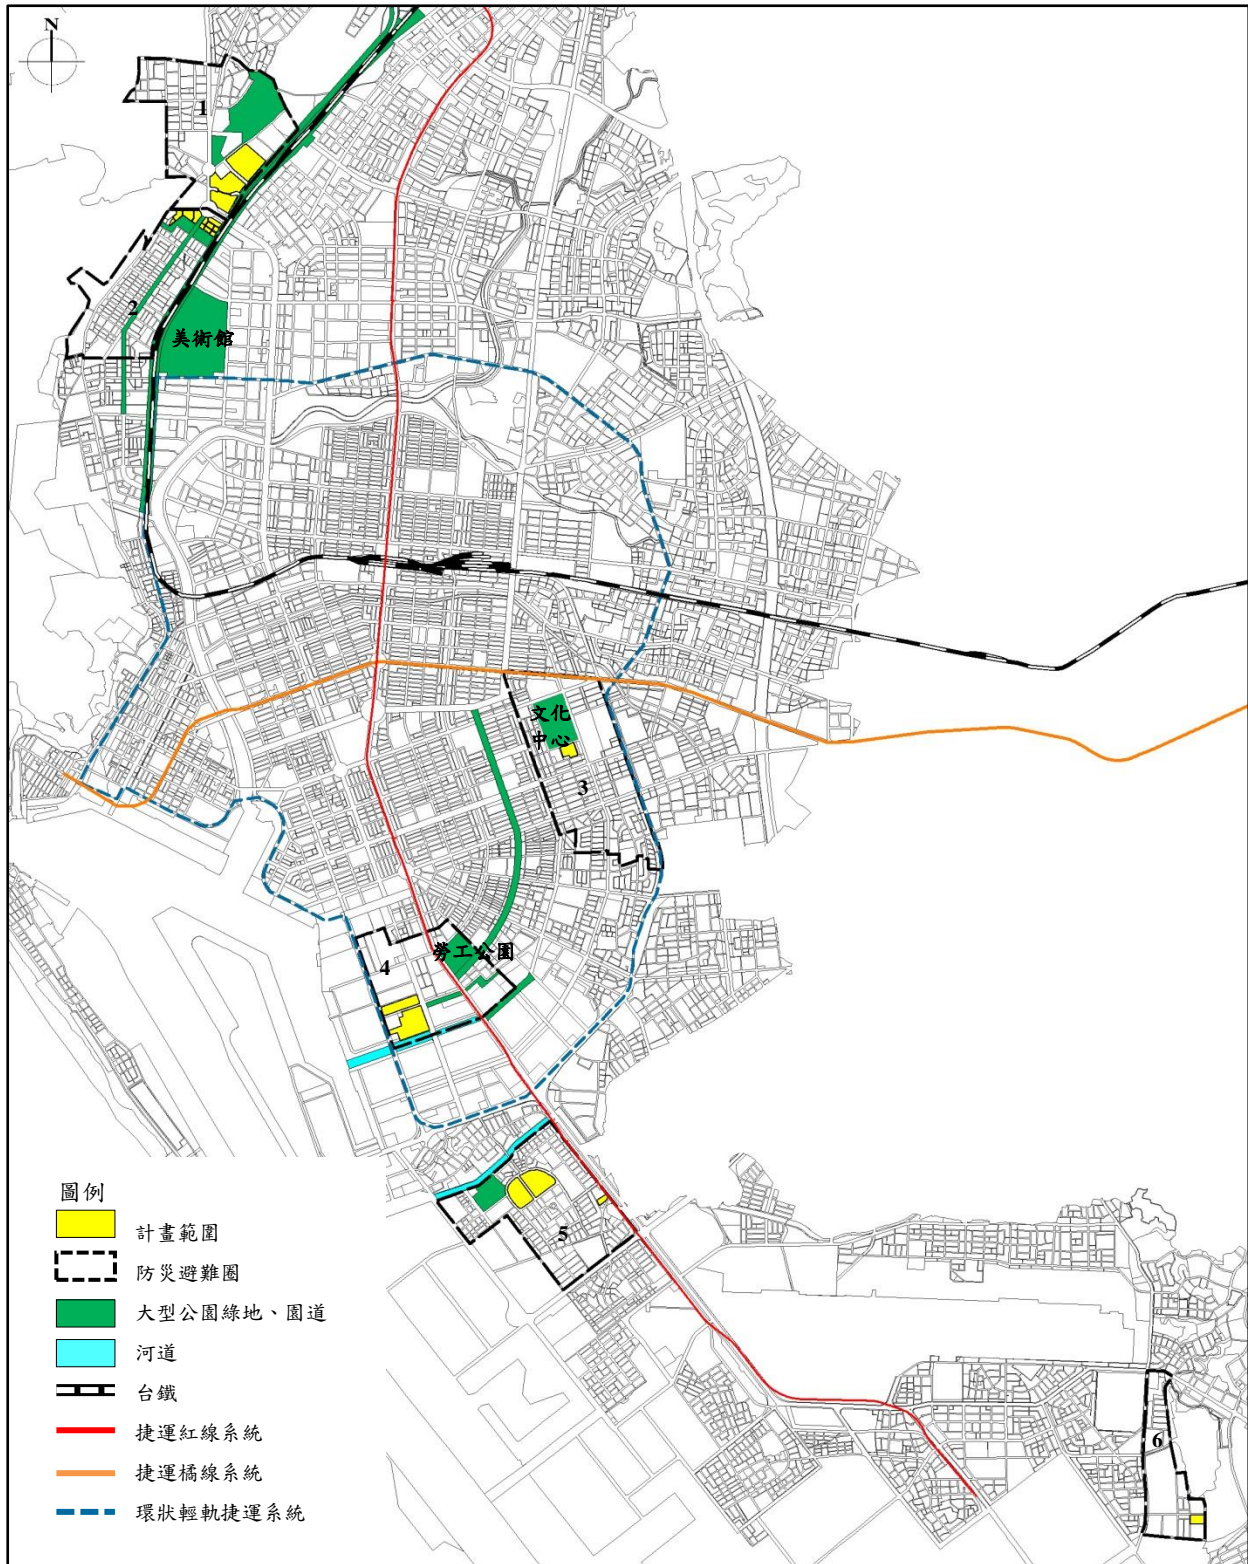 N
1
2
美術館
文化
中心
3
勞工公園
4
5
6
圖例
計畫範圍
防災避難圈
大型公園綠地、園道
河道
台鐵
捷運紅線系統
捷運橘線系統
環狀輕軌捷運系統